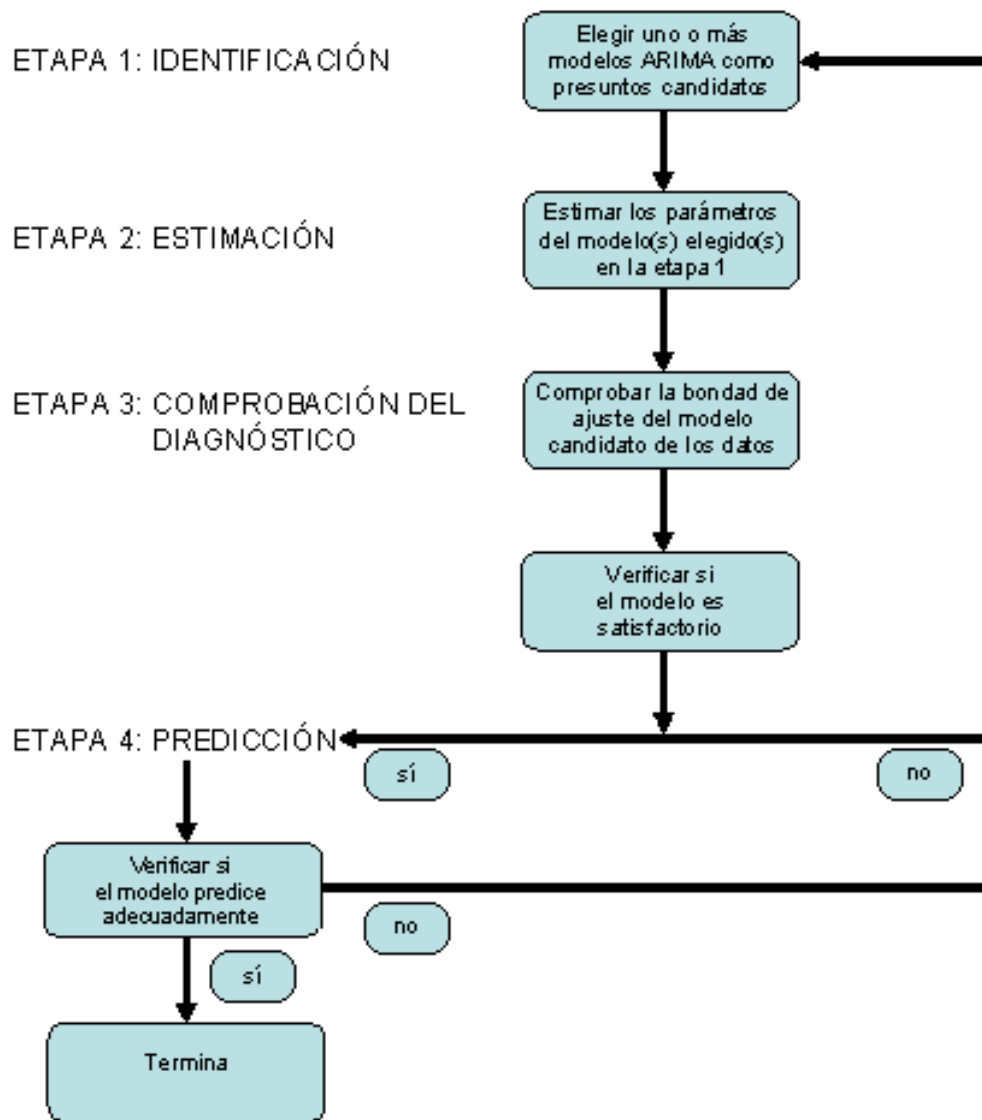 ETAPA 1: IDENTIFICACIÓN
Elegir uno o más
modelos ARIMA como
presuntos candidatos
ETAPA 2: ESTIMACIÓN
Estimar los parámetros
del modelo(s) elegido(s)
en la etapa 1
ETAPA 3: COMPROBACIÓN DEL
DIAGNÓSTICO
Comprobar la bondad de
ajuste del modelo
candidato de los datos
Verificar si
el modelo es
satisfactorio
ETAPA 4: PREDICCIÓN
sí
no
Verificar si
el modelo predice
adecuadamente
no
sí
Termina